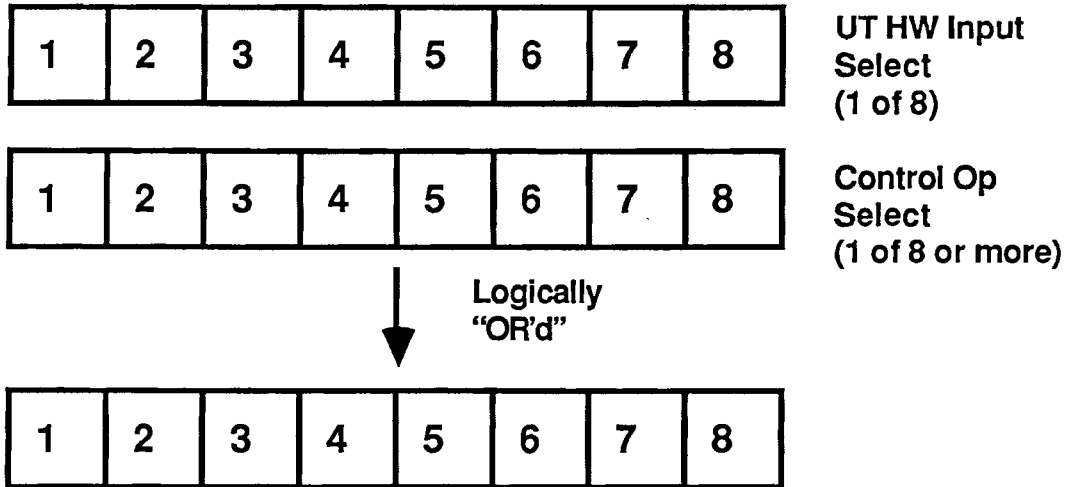 1 2 3 4 5 6 7 8
UT HW Input
Select
(1 of 8)
1 2 3 4 5 6 7 8
Control Op
Select
(1 of 8 or more)
Logically
“OR’d”
1 2 3 4 5 6 7 8